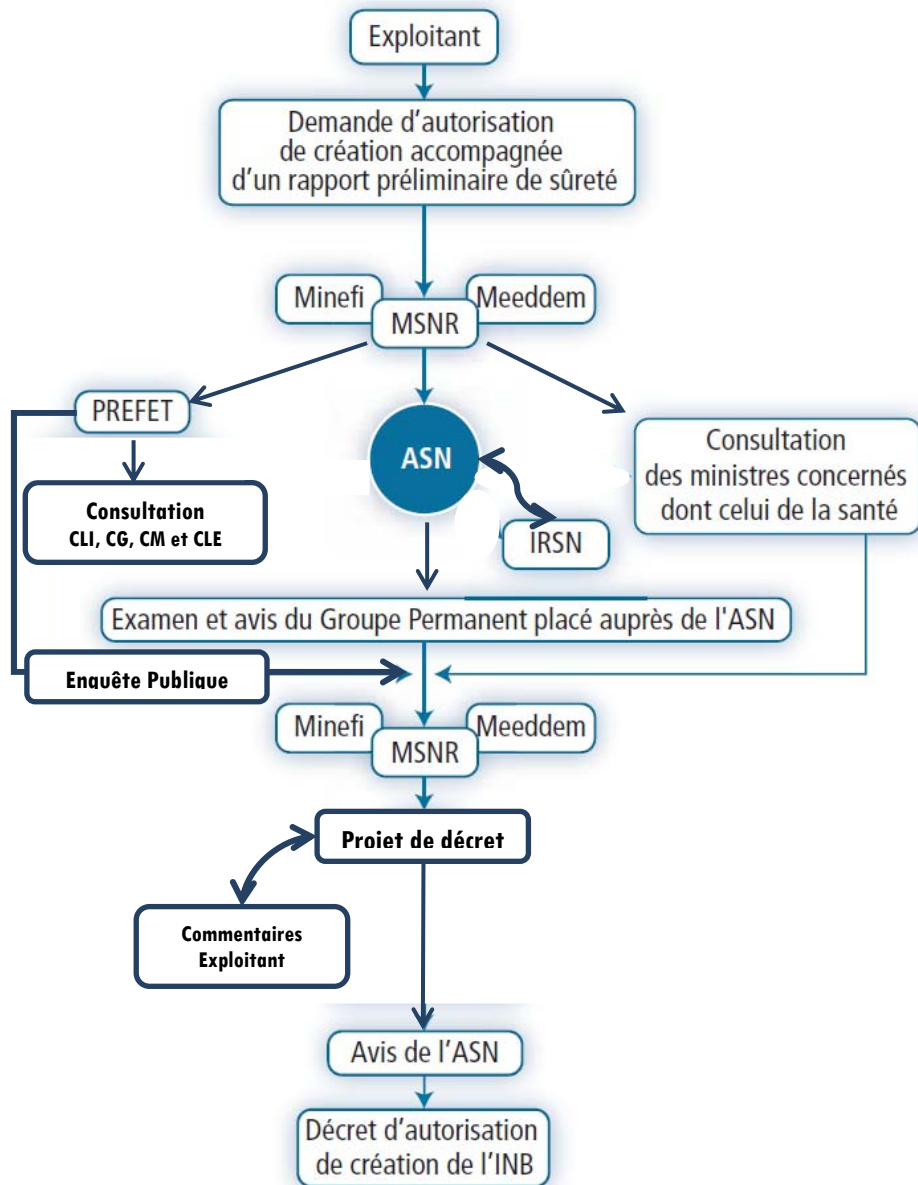 Exploitant
Demande d'autorisation
de création accompagnée
d'un rapport préliminaire de sûreté
Minefi
Meeddem
MSNR
PREFET
ASN
Consultation
des ministres concernés
dont celui de la santé
Consultation
CLI, CG, CM et CLE
IRSN
Examen et avis du Groupe Permanent placé auprès de l'ASN
Enquête Publique
Minefi
Meeddem
MSNR
Projet de décret
Commentaires
Exploitant
Avis de l'ASN
Décret d'autorisation
de création de l'INB